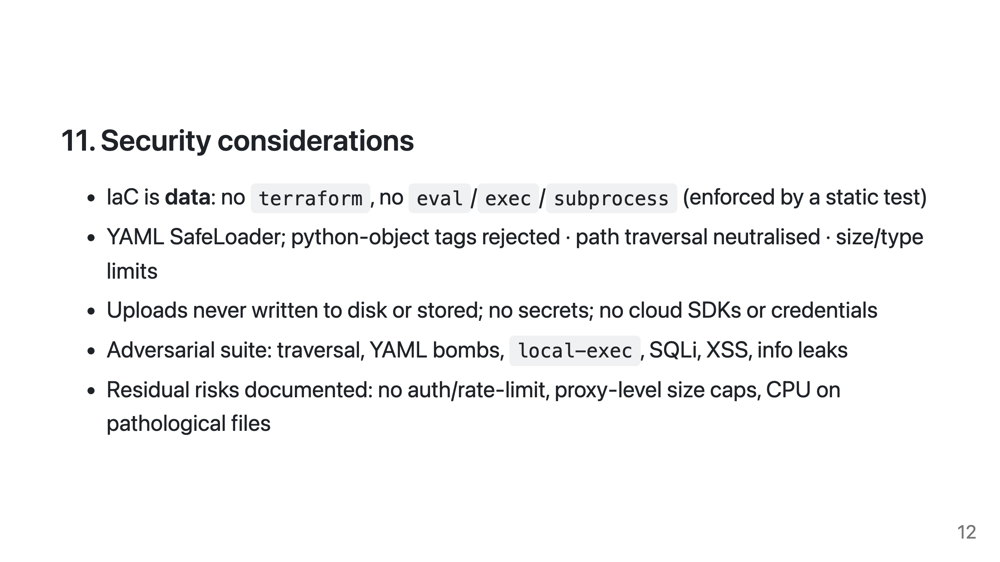 11. Security considerations
• IaC is data: no terraform, no eval/exec/subprocess (enforced by a static test)
• YAML SafeLoader; python-object tags rejected · path traversal neutralised · size/type
limits
• Uploads never written to disk or stored; no secrets; no cloud SDKs or credentials
• Adversarial suite: traversal, YAML bombs, local-exec, SQLi, XSS, info leaks
• Residual risks documented: no auth/rate-limit, proxy-level size caps, CPU on
pathological files
12